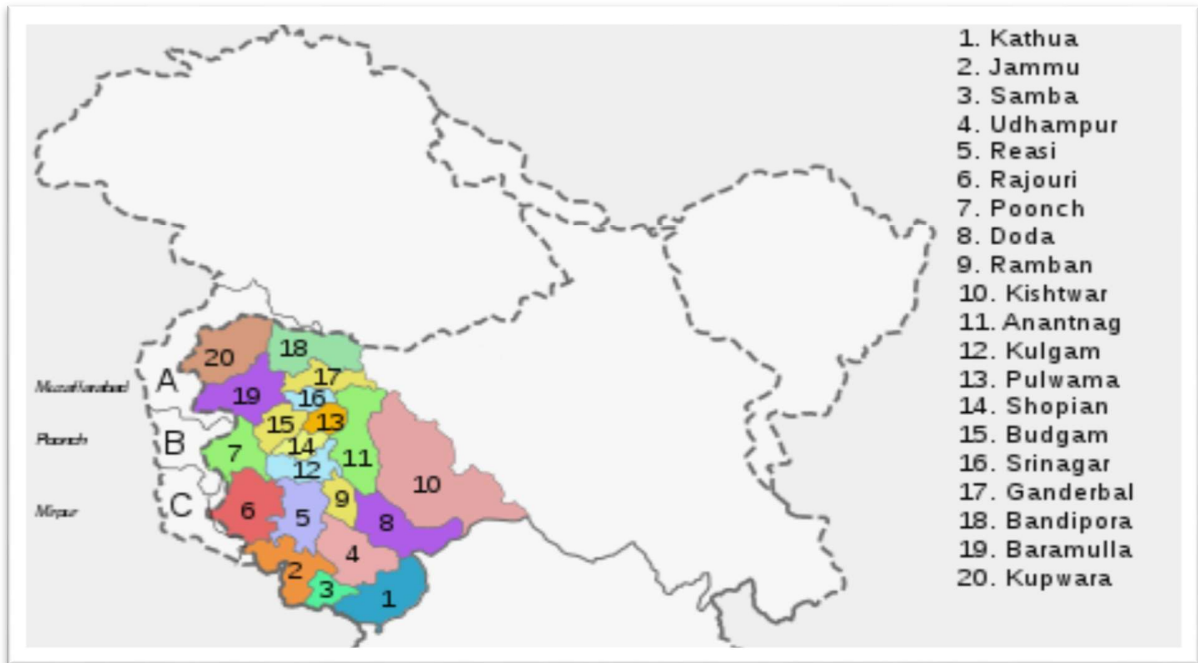 1. Kathua
2. Jammu
3. Samba
4. Udhampur
5. Reasi
6. Rajouri
7. Poonch
8. Doda
9. Ramban
10. Kishtwar
11. Anantnag
12. Kulgam
13. Pulwama
14. Shopian
15. Budgam
16. Srinagar
17. Ganderbal
18. Bandipora
19. Baramulla
20. Kupwara
Muzaffarabad
Poonch
Mirpur
A
B
C
20
18
17
19
16
13
15
14
7
12
11
10
6
5
9
8
4
2
3
1